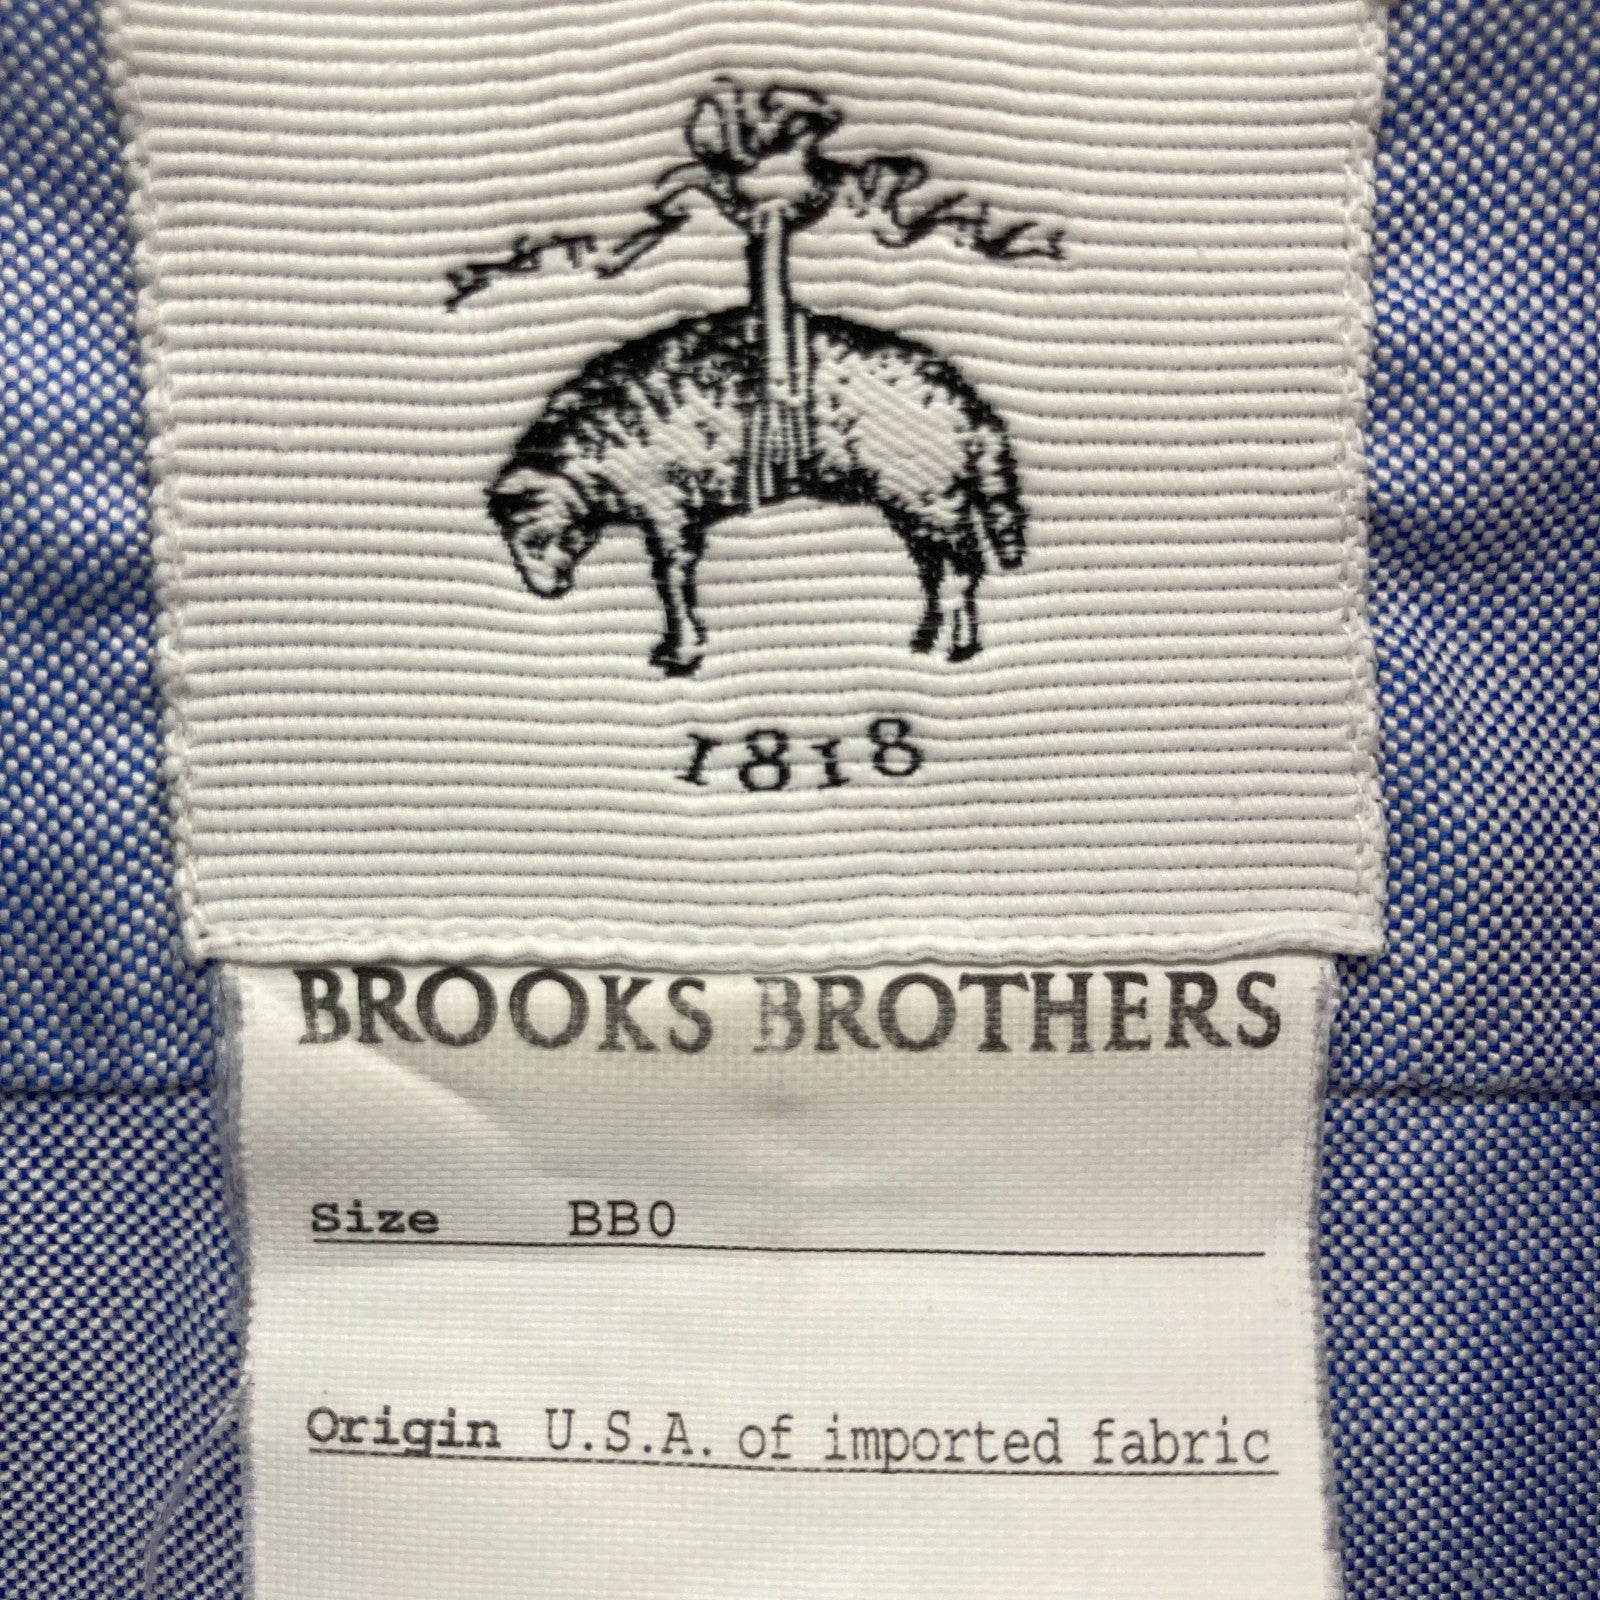 1818
BROOKS BROTHERS
Size BB0
Origin U.S.A. of imported fabric